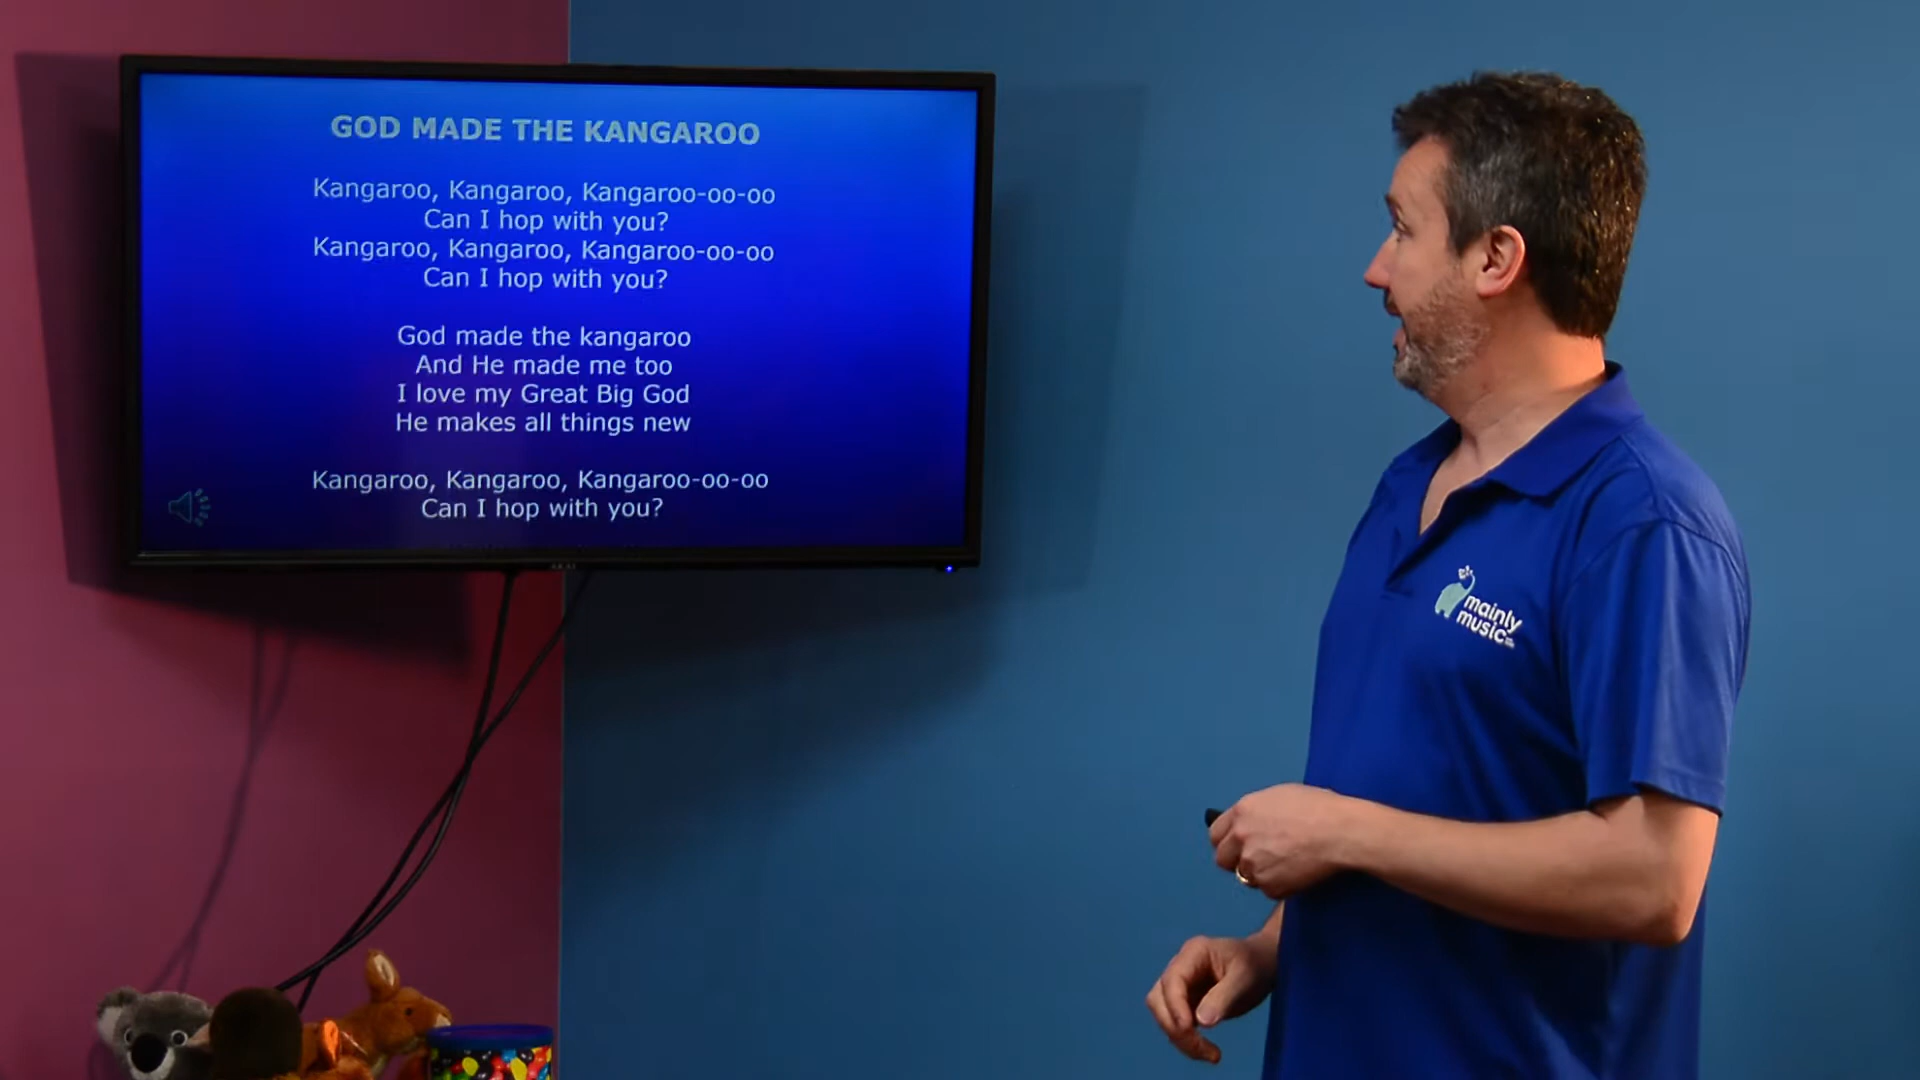 GOD MADE THE KANGAROO
Kangaroo, Kangaroo, Kangaroo-oo-oo
Can I hop with you?
Kangaroo, Kangaroo, Kangaroo-oo-oo
Can I hop with you?
God made the kangaroo
And He made me too
I love my Great Big God
He makes all things new
Kangaroo, Kangaroo, Kangaroo-oo-oo
Can I hop with you?
mainly
music